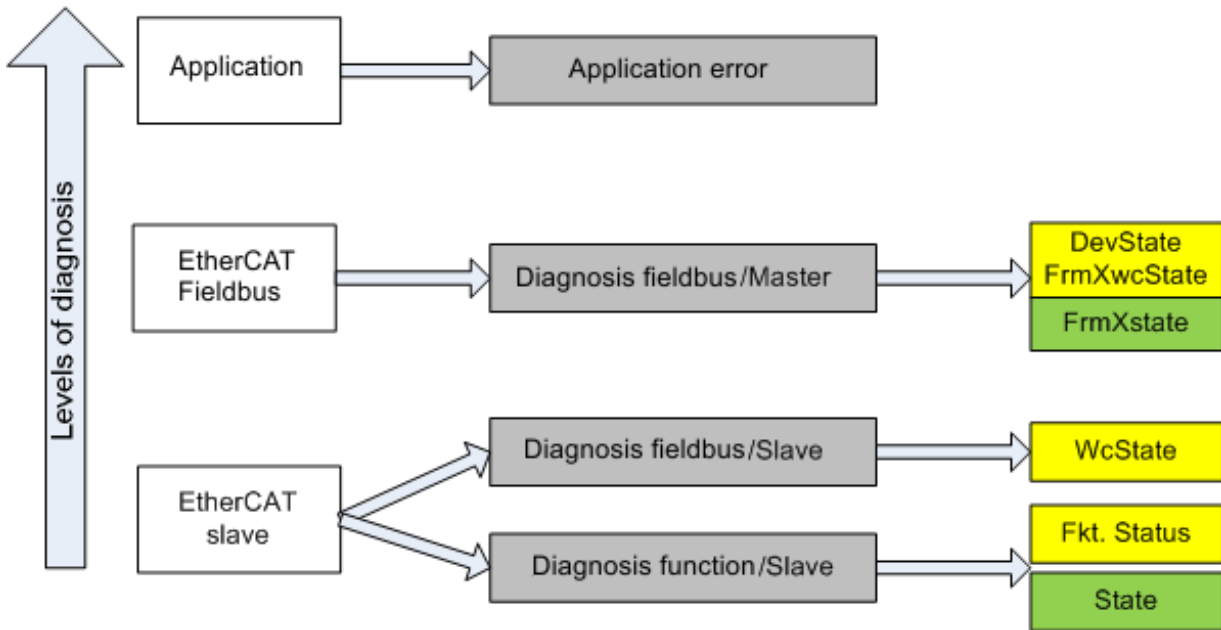 Levels of diagnosis
Application
Application error
EtherCAT
Fieldbus
Diagnosis fieldbus/Master
DevState
FrmXwcState
FrmXstate
EtherCAT
slave
Diagnosis fieldbus/Slave
WcState
Diagnosis function/Slave
Fkt. Status
State